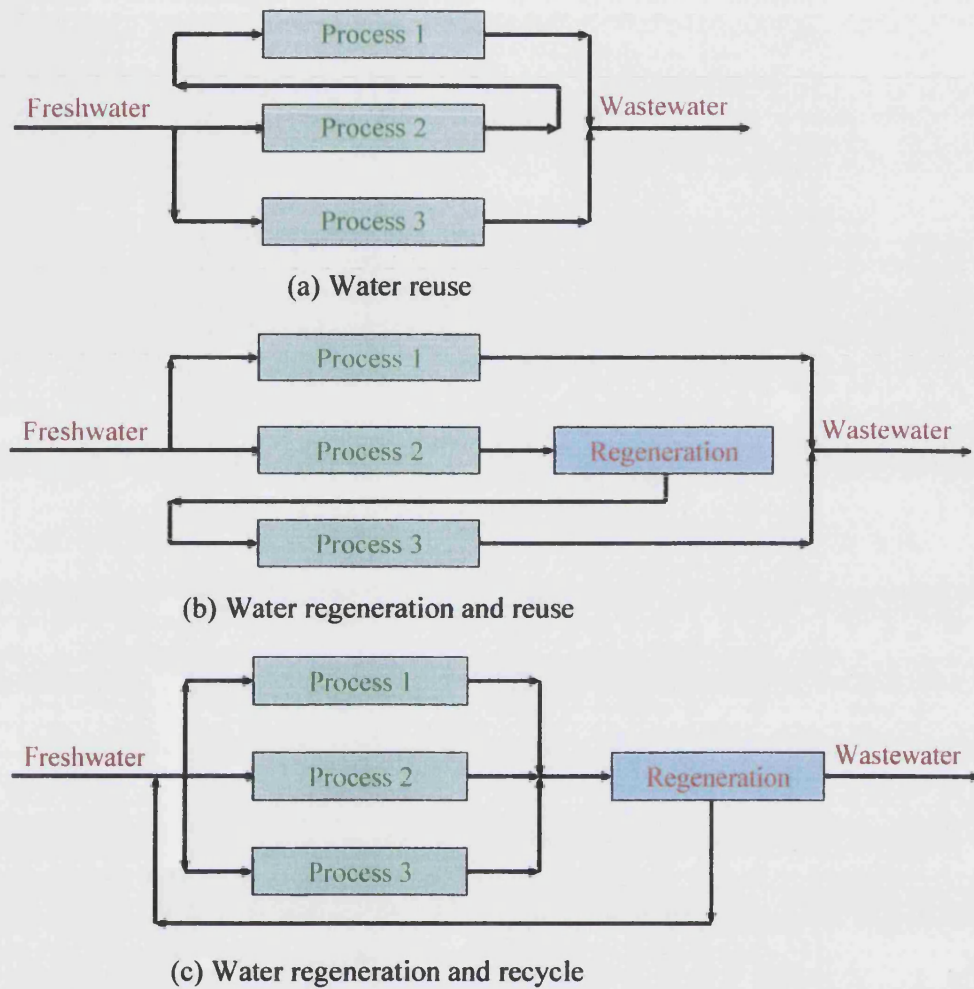 Process 1
Freshwater
Process 2
Wastewater
Process 3
(a) Water reuse
Process 1
Freshwater
Process 2
Regeneration
Wastewater
Process 3
(b) Water regeneration and reuse
Process 1
Freshwater
Process 2
Regeneration
Wastewater
Process 3
(c) Water regeneration and recycle